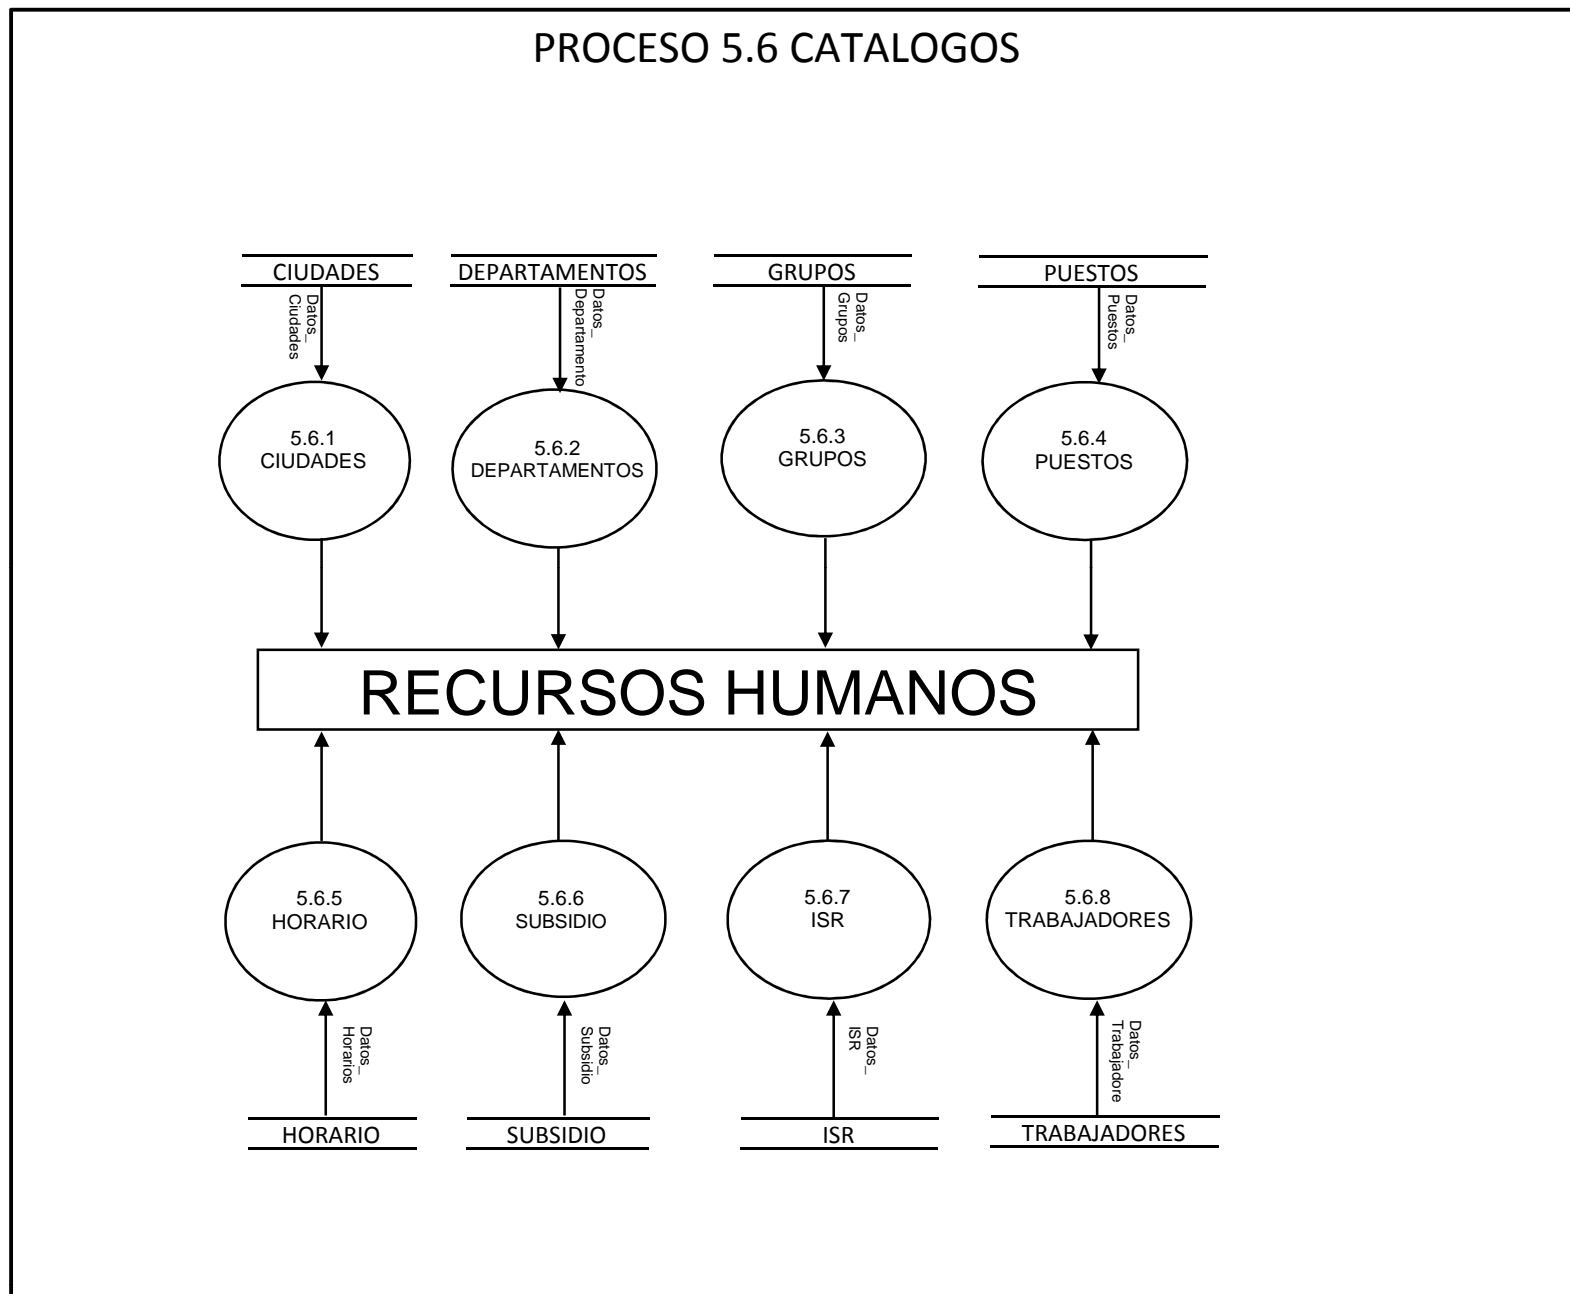 PROCESO 5.6 CATALOGOS
CIUDADES
DEPARTAMENTOS
GRUPOS
PUESTOS
Datos_
Ciudades
Datos_
Departamento
Datos_
Grupos
Datos_
Puestos
5.6.1
CIUDADES
5.6.2
DEPARTAMENTOS
5.6.3
GRUPOS
5.6.4
PUESTOS
RECURSOS HUMANOS
5.6.5
HORARIO
5.6.6
SUBSIDIO
5.6.7
ISR
5.6.8
TRABAJADORES
Datos_
Horarios
Datos_
Subsidio
Datos_
ISR
Datos_
Trabajadore
HORARIO
SUBSIDIO
ISR
TRABAJADORES